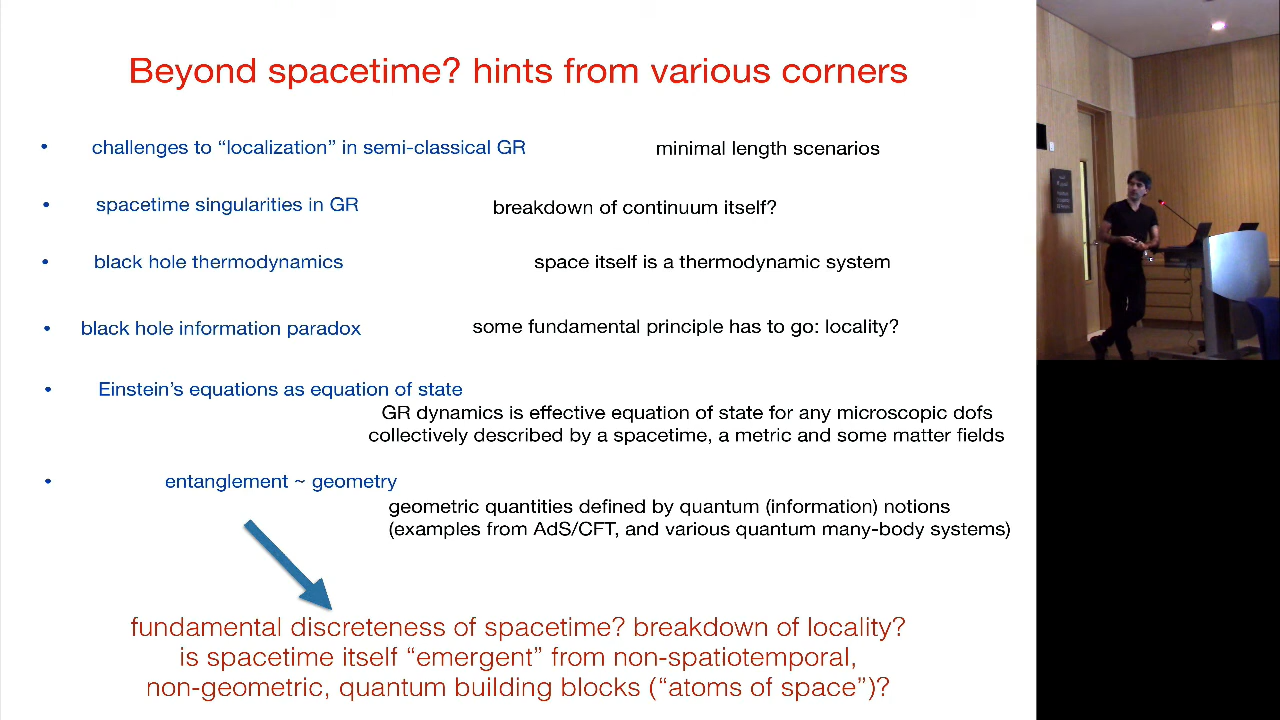 Beyond spacetime? hints from various corners
• challenges to “localization” in semi-classical GR minimal length scenarios
• spacetime singularities in GR breakdown of continuum itself?
• black hole thermodynamics space itself is a thermodynamic system
• black hole information paradox some fundamental principle has to go: locality?
• Einstein’s equations as equation of state
GR dynamics is effective equation of state for any microscopic dofs
collectively described by a spacetime, a metric and some matter fields
• entanglement ~ geometry
geometric quantities defined by quantum (information) notions
(examples from AdS/CFT, and various quantum many-body systems)
fundamental discreteness of spacetime? breakdown of locality?
is spacetime itself “emergent” from non-spatiotemporal,
non-geometric, quantum building blocks (“atoms of space”)?